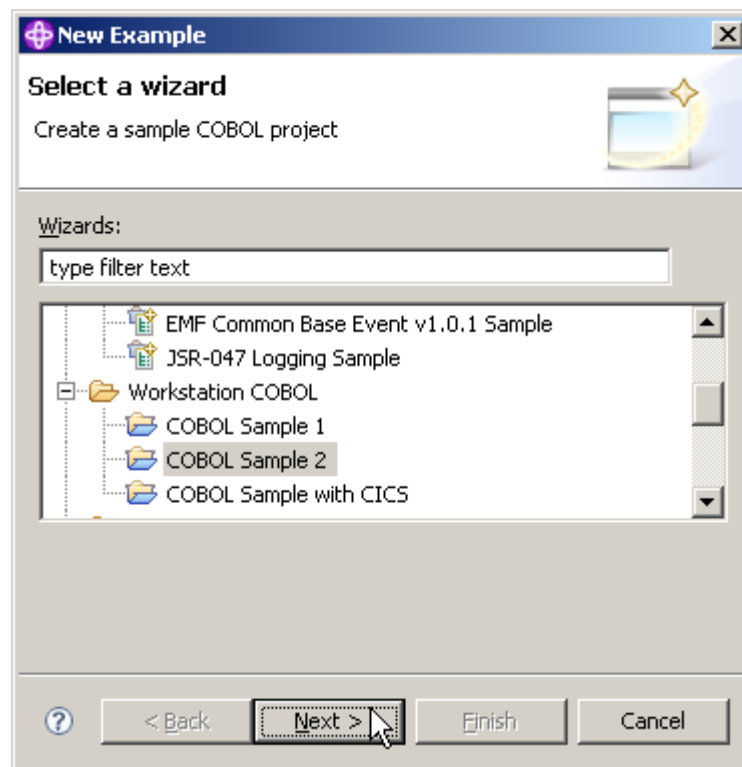 New Example
Select a wizard
Create a sample COBOL project
Wizards:
type filter text
EMF Common Base Event v1.0.1 Sample
JSR-047 Logging Sample
Workstation COBOL
COBOL Sample 1
COBOL Sample 2
COBOL Sample with CICS
? < Back Next > Finish Cancel